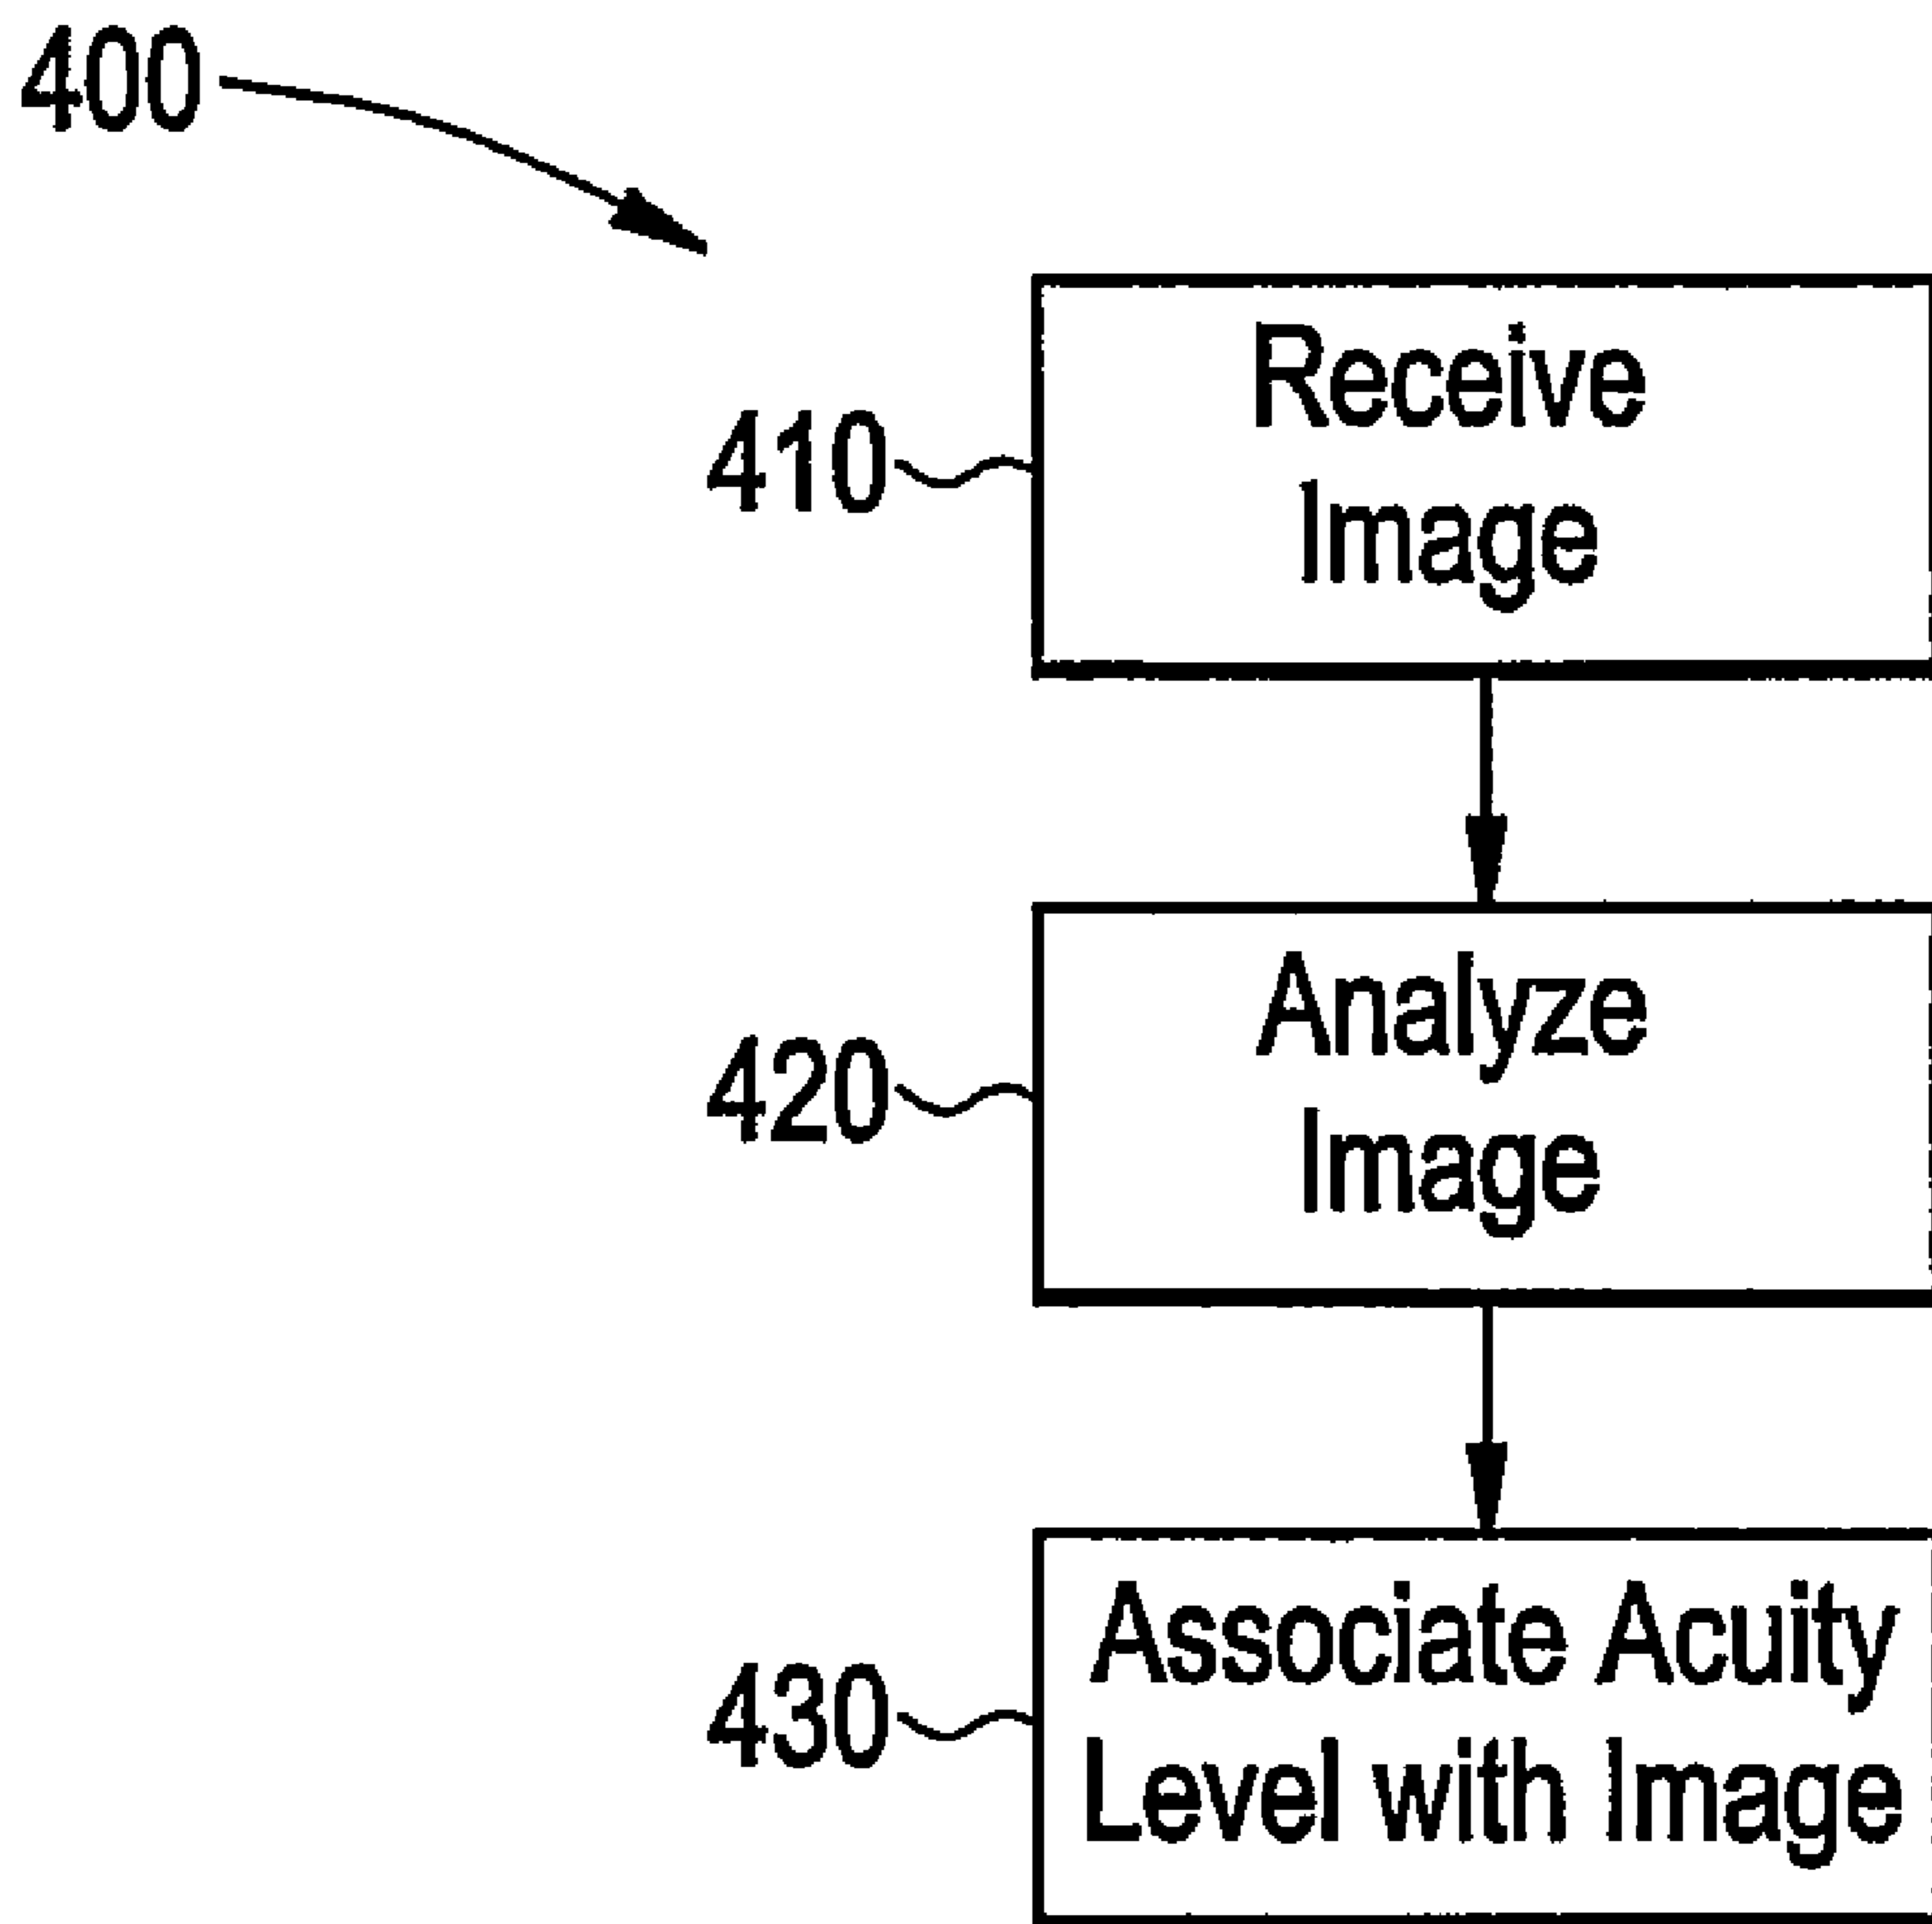 400
410
Receive
Image
420
Analyze
Image
430
Associate Acuity
Level with Image